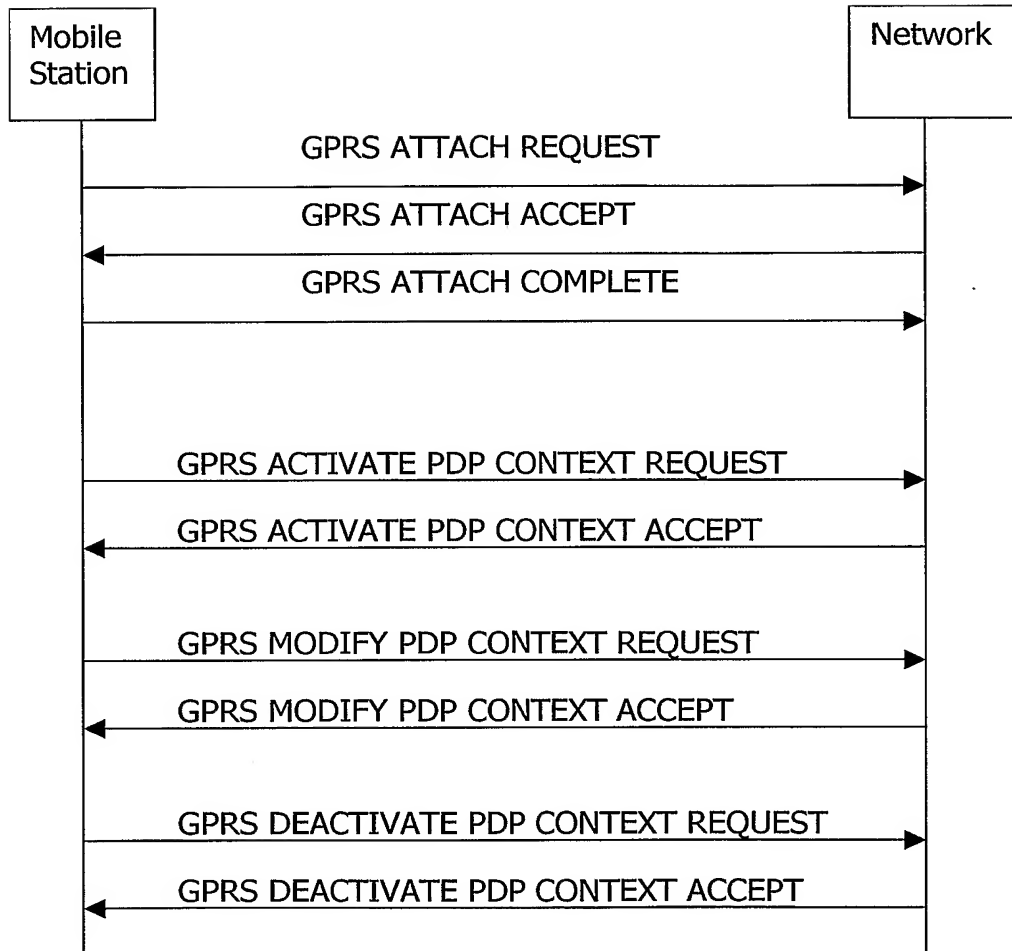 Mobile
Station
Network
GPRS ATTACH REQUEST
GPRS ATTACH ACCEPT
GPRS ATTACH COMPLETE
GPRS ACTIVATE PDP CONTEXT REQUEST
GPRS ACTIVATE PDP CONTEXT ACCEPT
GPRS MODIFY PDP CONTEXT REQUEST
GPRS MODIFY PDP CONTEXT ACCEPT
GPRS DEACTIVATE PDP CONTEXT REQUEST
GPRS DEACTIVATE PDP CONTEXT ACCEPT